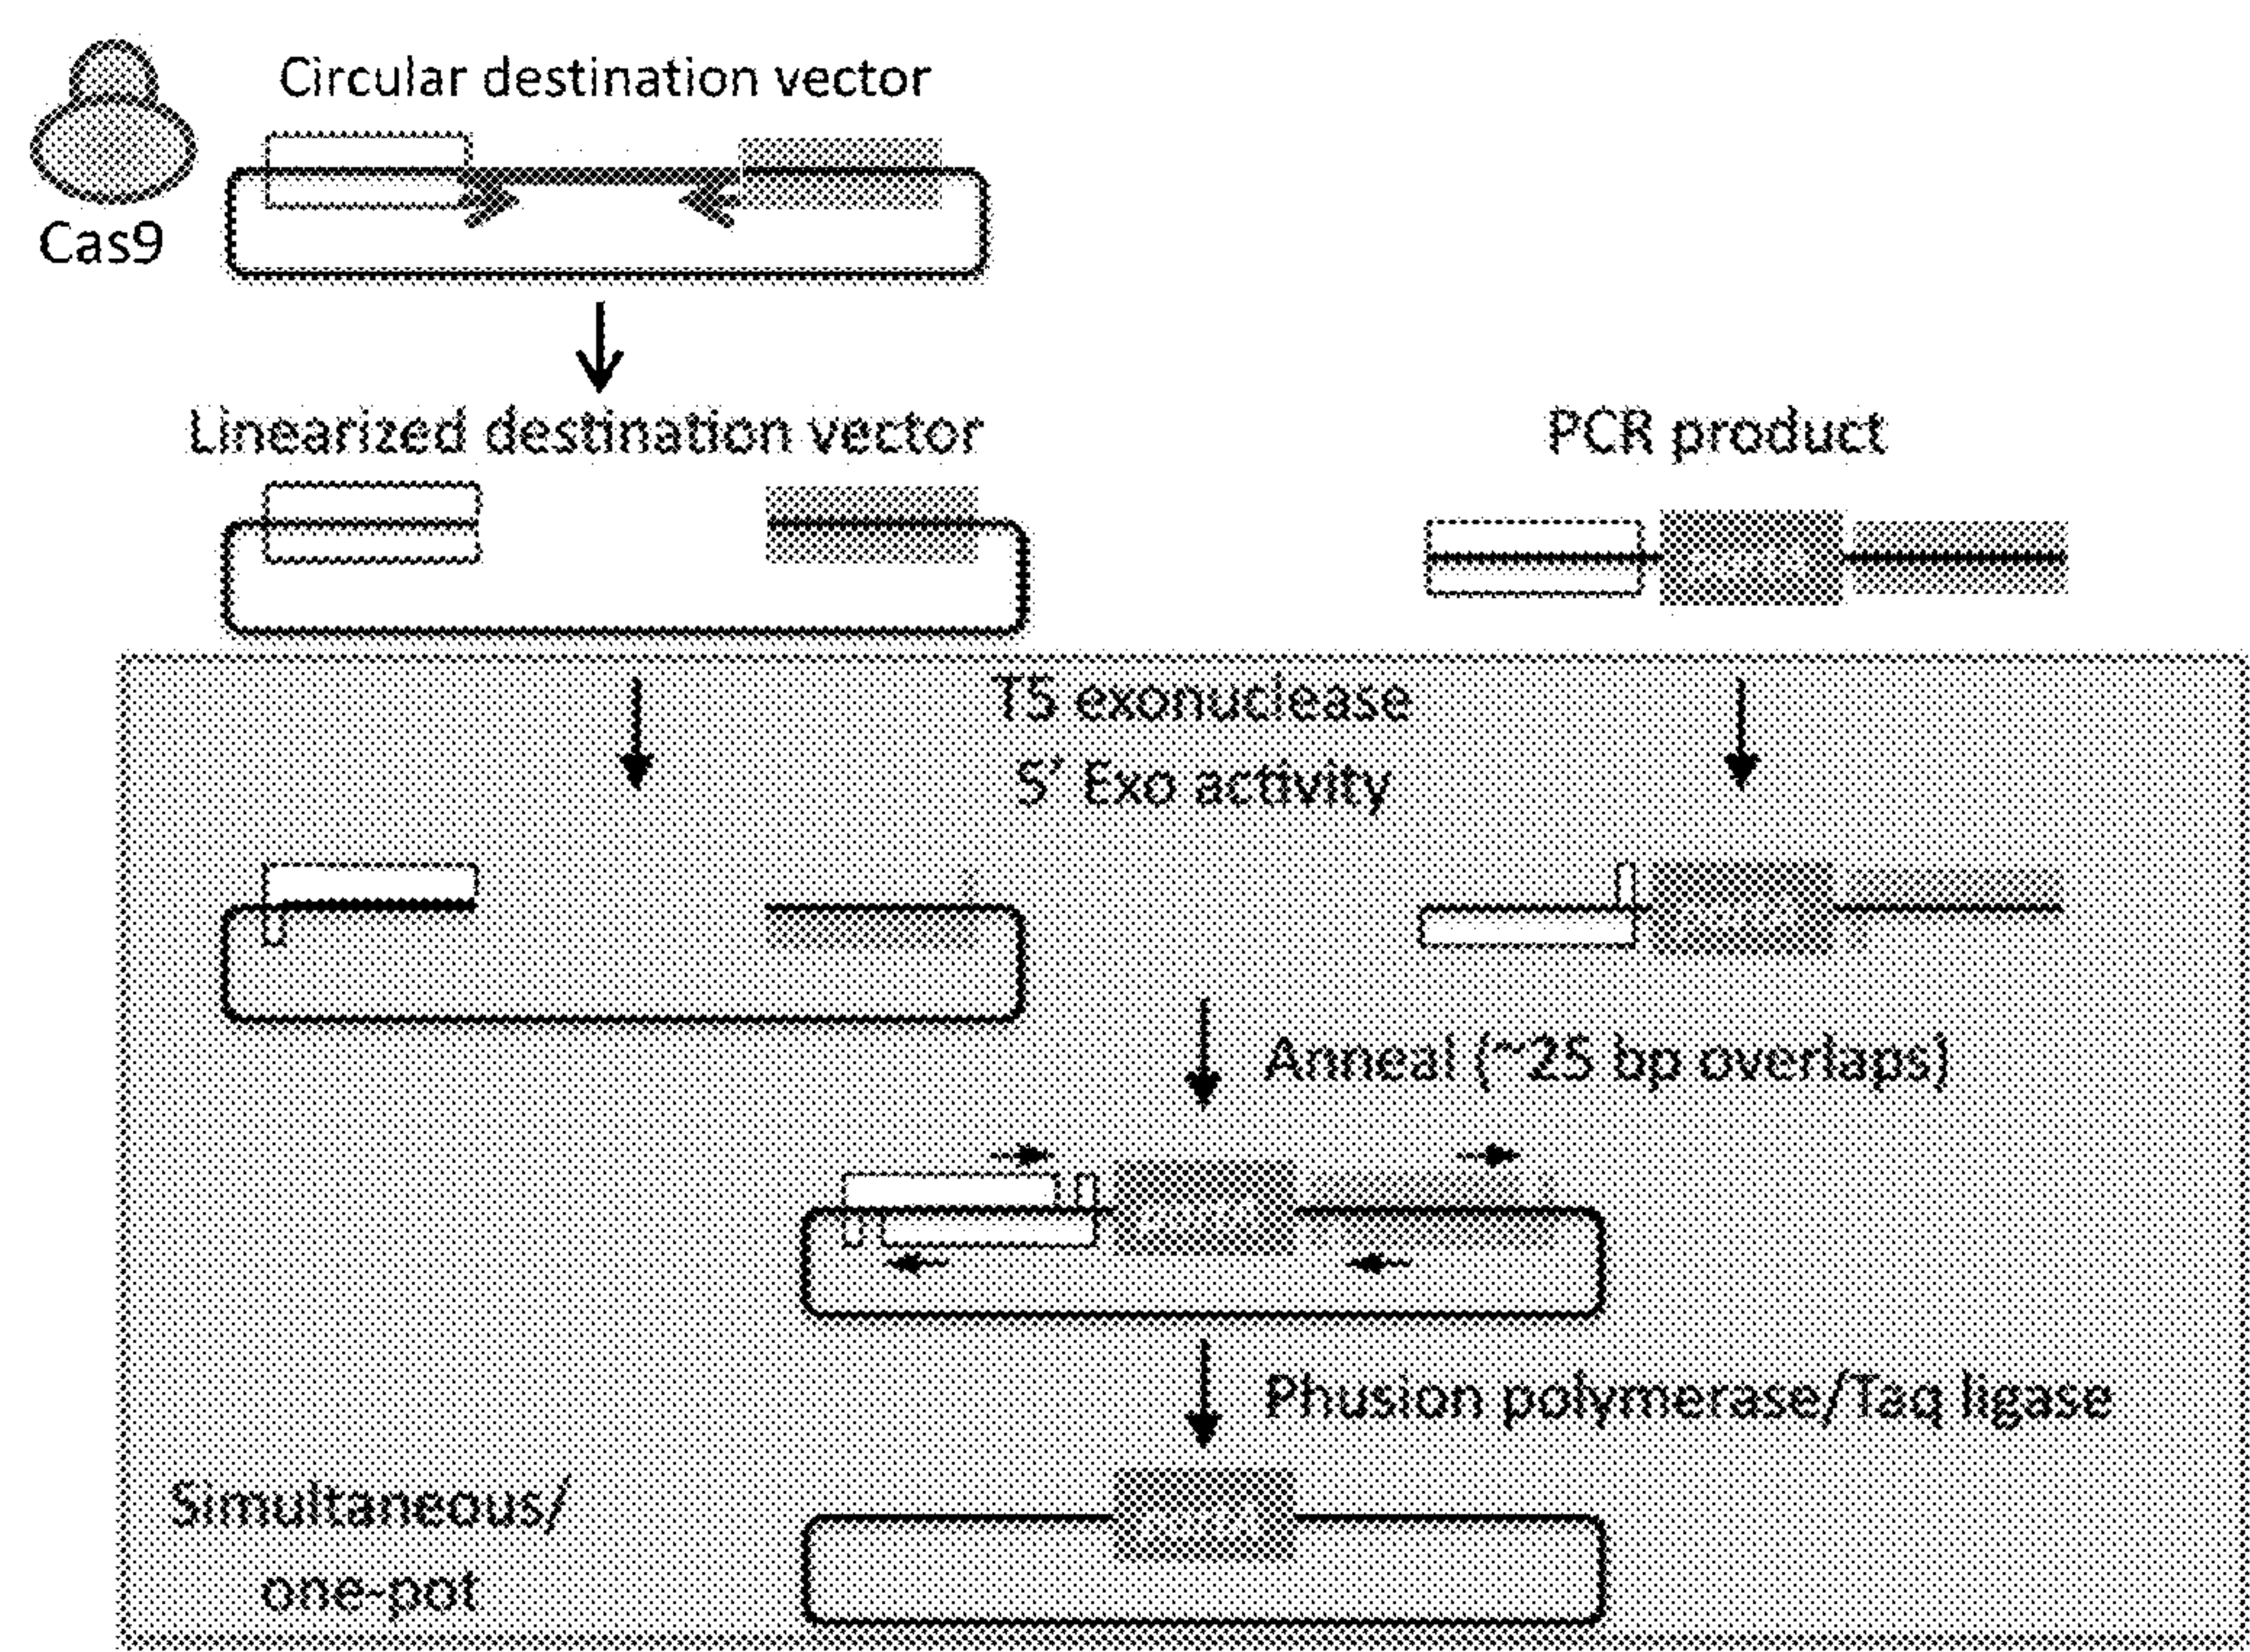 Circular destination vector
Cas9
Linearized destination vector
PCR product
T5 exonuclease
5' Exo activity
Anneal (~25 bp overlaps)
Phusion polymerase/Taq ligase
Simultaneous/
one-pot